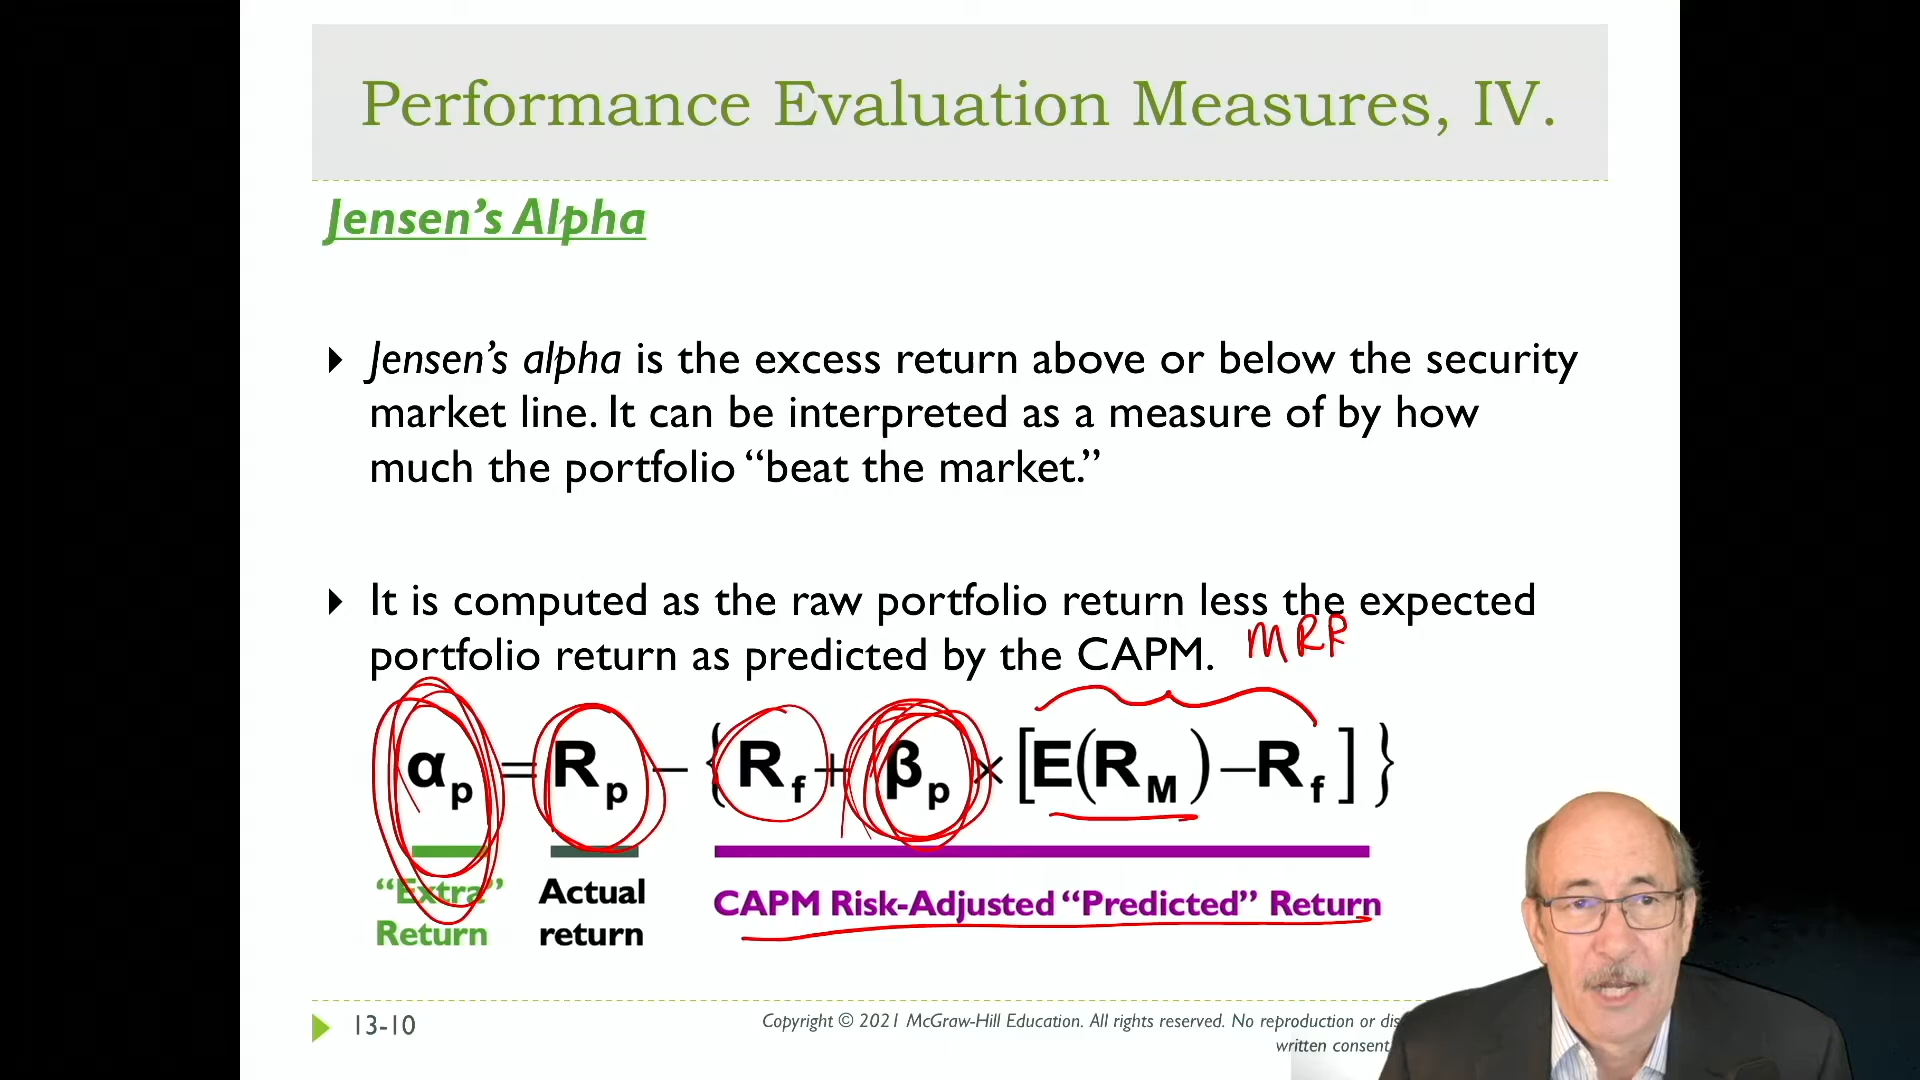 Performance Evaluation Measures, IV.
Jensen’s Alpha
Jensen’s alpha is the excess return above or below the security
market line. It can be interpreted as a measure of by how
much the portfolio “beat the market.”
It is computed as the raw portfolio return less the expected
portfolio return as predicted by the CAPM.
MRP
αp = Rp − { Rf + βp × [E(RM) − Rf ] }
“Extra”
Return
Actual
return
CAPM Risk-Adjusted “Predicted” Return
13-10
Copyright © 2021 McGraw-Hill Education. All rights reserved. No reproduction or
written consent